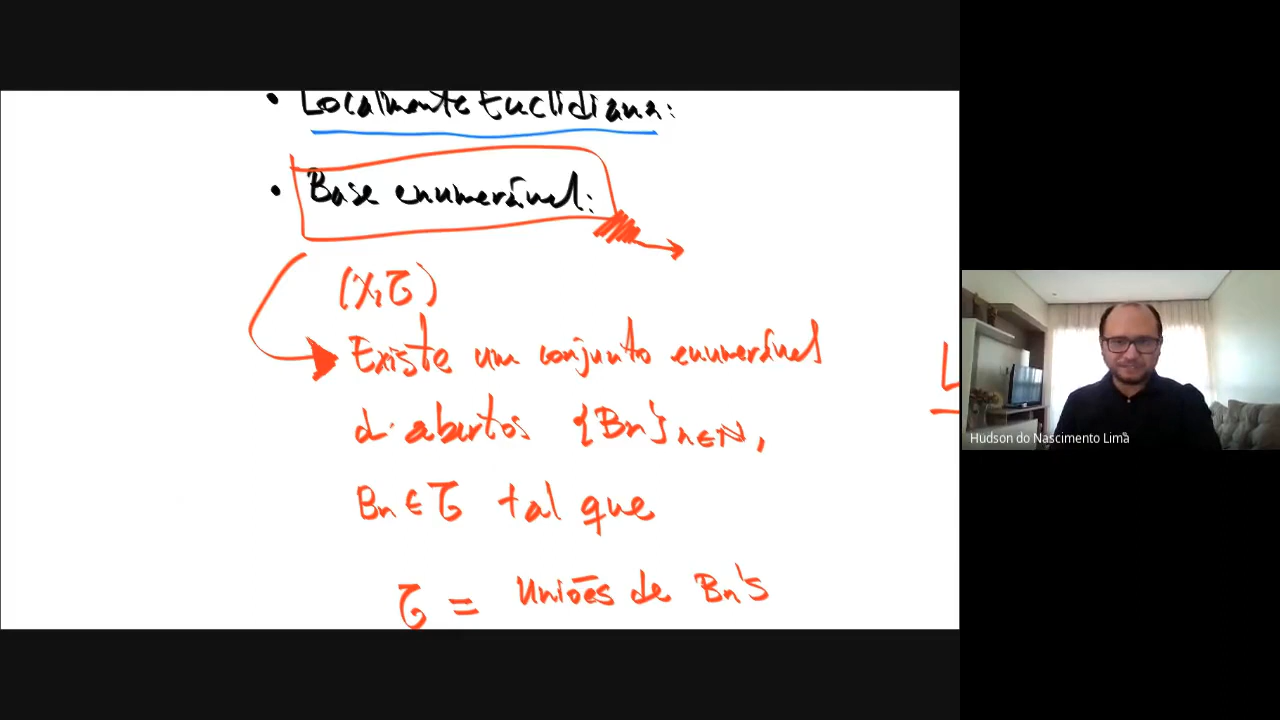 • Localmente Euclidiana:
• Base enumerável:
(X, τ)
Existe um conjunto enumerável
de abertos {Bn}n∈ℕ,
Bn ∈ τ tal que
τ = Uniões de Bn's
L
Hudson do Nascimento Lima